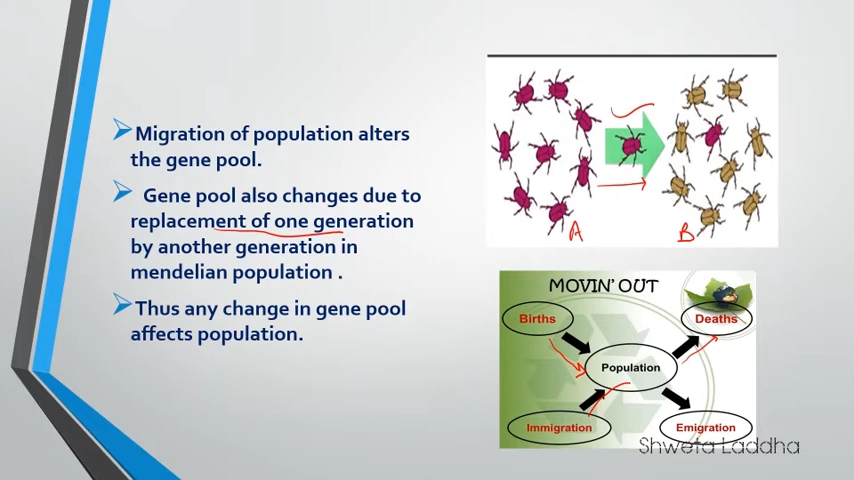 Migration of population alters
the gene pool.
Gene pool also changes due to
replacement of one generation
by another generation in
mendelian population .
Thus any change in gene pool
affects population.
A
B
MOVIN' OUT
Births
Deaths
Population
Immigration
Emigration
Shweta Laddha